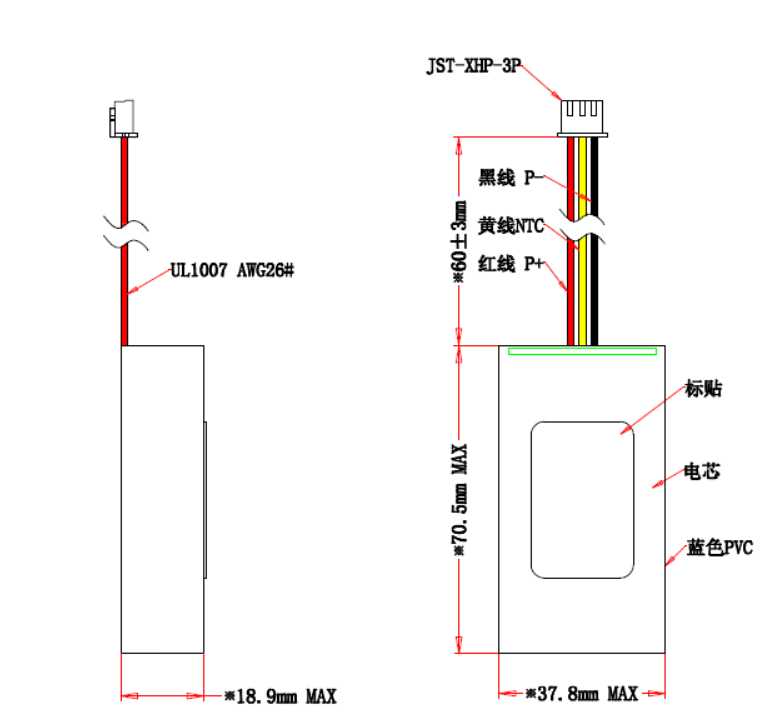 JST-XHP-3P
黑线 P-
黄线NTC
红线 P+
※60±3mm
UL1007 AWG26#
标贴
电芯
蓝色PVC
※70.5mm MAX
※18.9mm MAX
※37.8mm MAX